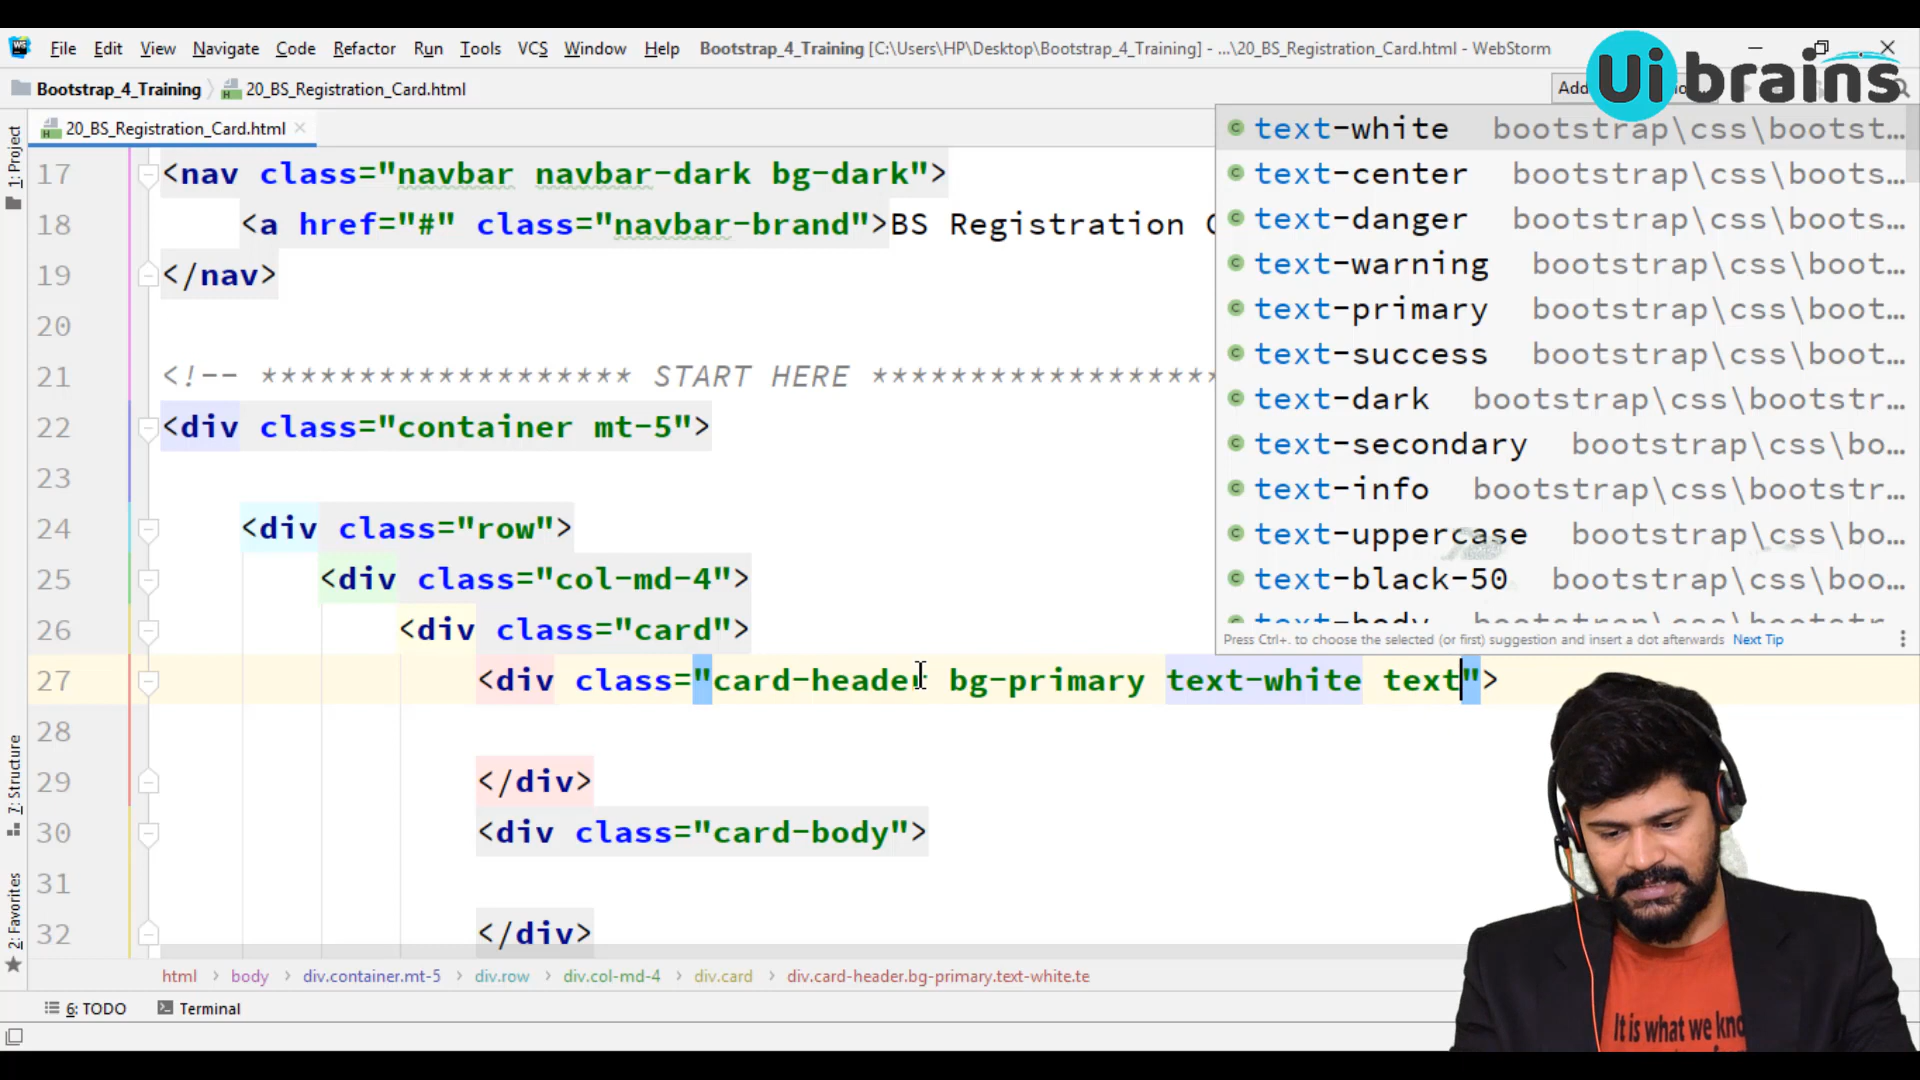 File Edit View Navigate Code Refactor Run Tools VCS Window Help Bootstrap_4_Training [C:\Users\HP\Desktop\Bootstrap_4_Training] - ...\20_BS_Registration_Card.html - WebStorm
Ui brains
Bootstrap_4_Training 20_BS_Registration_Card.html Add
20_BS_Registration_Card.html
1: Project
7: Structure
2: Favorites
17 <nav class="navbar navbar-dark bg-dark">
18 <a href="#" class="navbar-brand">BS Registration
19 </nav>
20
21 <!-- ******************* START HERE ******************
22 <div class="container mt-5">
23
24 <div class="row">
25 <div class="col-md-4">
26 <div class="card">
27 <div class="card-header bg-primary text-white text">
28
29 </div>
30 <div class="card-body">
31
32 </div>
text-white bootstrap\css\bootst...
text-center bootstrap\css\boots...
text-danger bootstrap\css\boots...
text-warning bootstrap\css\boot...
text-primary bootstrap\css\boot...
text-success bootstrap\css\boot...
text-dark bootstrap\css\bootstr...
text-secondary bootstrap\css\bo...
text-info bootstrap\css\bootstr...
text-uppercase bootstrap\css\bo...
text-black-50 bootstrap\css\boo...
Press Ctrl+. to choose the selected (or first) suggestion and insert a dot afterwards Next Tip
html body div.container.mt-5 div.row div.col-md-4 div.card div.card-header.bg-primary.text-white.te
6: TODO Terminal
It is what we kno